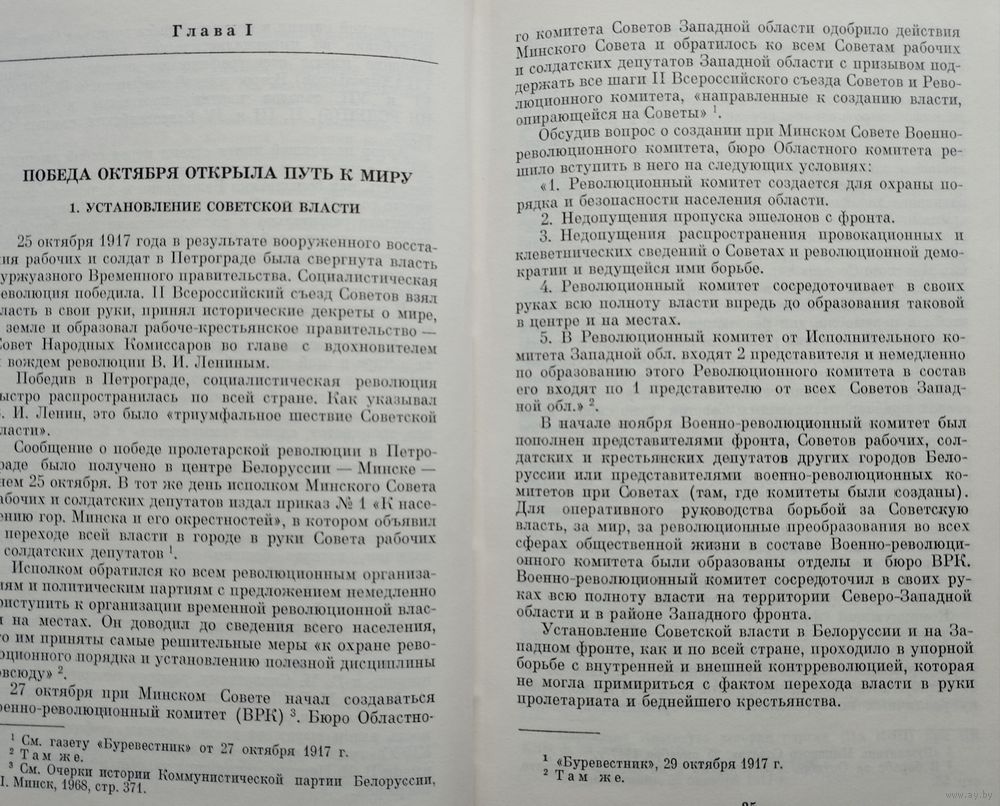 Глава I
ПОБЕДА ОКТЯБРЯ ОТКРЫЛА ПУТЬ К МИРУ
1. УСТАНОВЛЕНИЕ СОВЕТСКОЙ ВЛАСТИ
25 октября 1917 года в результате вооруженного восста-
ния рабочих и солдат в Петрограде была свергнута власть
уржуазного Временного правительства. Социалистическая
еволюция победила. II Всероссийский съезд Советов взял
ласть в свои руки, принял исторические декреты о мире,
земле и образовал рабоче-крестьянское правительство —
Совет Народных Комиссаров во главе с вдохновителем
вождем революции В. И. Лениным.
Победив в Петрограде, социалистическая революция
ыстро распространилась по всей стране. Как указывал
. И. Ленин, это было «триумфальное шествие Советской
ласти».
Сообщение о победе пролетарской революции в Петро-
раде было получено в центре Белоруссии — Минске —
нем 25 октября. В тот же день исполком Минского Совета
абочих и солдатских депутатов издал приказ № 1 «К насе-
ению гор. Минска и его окрестностей», в котором объявил
переходе всей власти в городе в руки Совета рабочих
солдатских депутатов 1.
Исполком обратился ко всем революционным организа-
иям и политическим партиям с предложением немедленно
риступить к организации временной революционной влас-
и на местах. Он доводил до сведения всего населения,
то им приняты самые решительные меры «к охране рево-
юционного порядка и установлению полезной дисциплины
овсюду» 2.
27 октября при Минском Совете начал создаваться
оенно-революционный комитет (ВРК) 3. Бюро Областно-
1 См. газету «Буревестник» от 27 октября 1917 г.
2 Там же.
3 См. Очерки истории Коммунистической партии Белоруссии,
I. Минск, 1968, стр. 371.
го комитета Советов Западной области одобрило действия
Минского Совета и обратилось ко всем Советам рабочих
и солдатских депутатов Западной области с призывом под-
держать все шаги II Всероссийского съезда Советов и Рево-
люционного комитета, «направленные к созданию власти,
опирающейся на Советы» 1.
Обсудив вопрос о создании при Минском Совете Военно-
революционного комитета, бюро Областного комитета ре-
шило вступить в него на следующих условиях:
«1. Революционный комитет создается для охраны по-
рядка и безопасности населения области.
2. Недопущения пропуска эшелонов с фронта.
3. Недопущения распространения провокационных и
клеветнических сведений о Советах и революционной демо-
кратии и ведущейся ими борьбе.
4. Революционный комитет сосредоточивает в своих
руках всю полноту власти впредь до образования таковой
в центре и на местах.
5. В Революционный комитет от Исполнительного ко-
митета Западной обл. входят 2 представителя и немедленно
по образованию этого Революционного комитета в состав
его входят по 1 представителю от всех Советов Запад-
ной обл.» 2.
В начале ноября Военно-революционный комитет был
пополнен представителями фронта, Советов рабочих, сол-
датских и крестьянских депутатов других городов Бело-
руссии или представителями военно-революционных ко-
митетов при Советах (там, где комитеты были созданы).
Для оперативного руководства борьбой за Советскую
власть, за мир, за революционные преобразования во всех
сферах общественной жизни в составе Военно-революци-
онного комитета были образованы отделы и бюро ВРК.
Военно-революционный комитет сосредоточил в своих ру-
ках всю полноту власти на территории Северо-Западной
области и в районе Западного фронта.
Установление Советской власти в Белоруссии и на За-
падном фронте, как и по всей стране, проходило в упорной
борьбе с внутренней и внешней контрреволюцией, которая
не могла примириться с фактом перехода власти в руки
пролетариата и беднейшего крестьянства.
1 «Буревестник», 29 октября 1917 г.
2 Там же.
www.ay.by